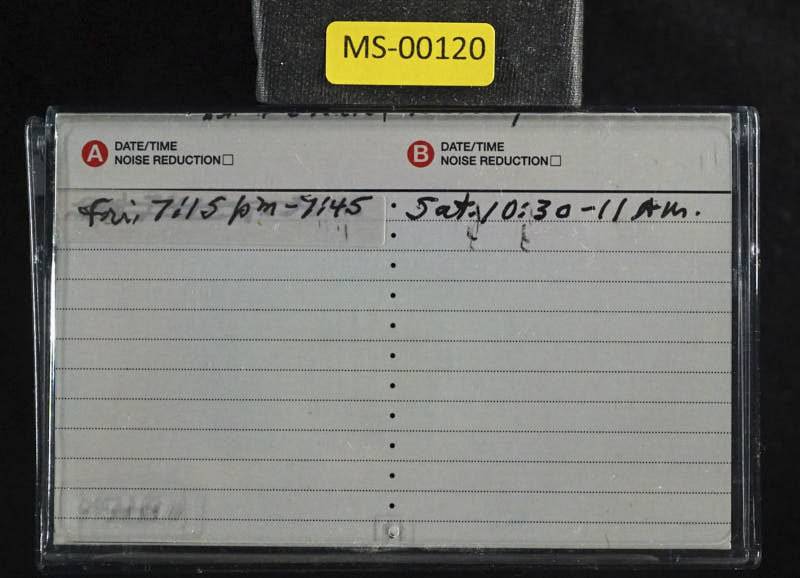 MS-00120
A DATE/TIME NOISE REDUCTION
B DATE/TIME NOISE REDUCTION
Fri, 7:15 pm - 7:45
Sat. 10:30 - 11 AM.